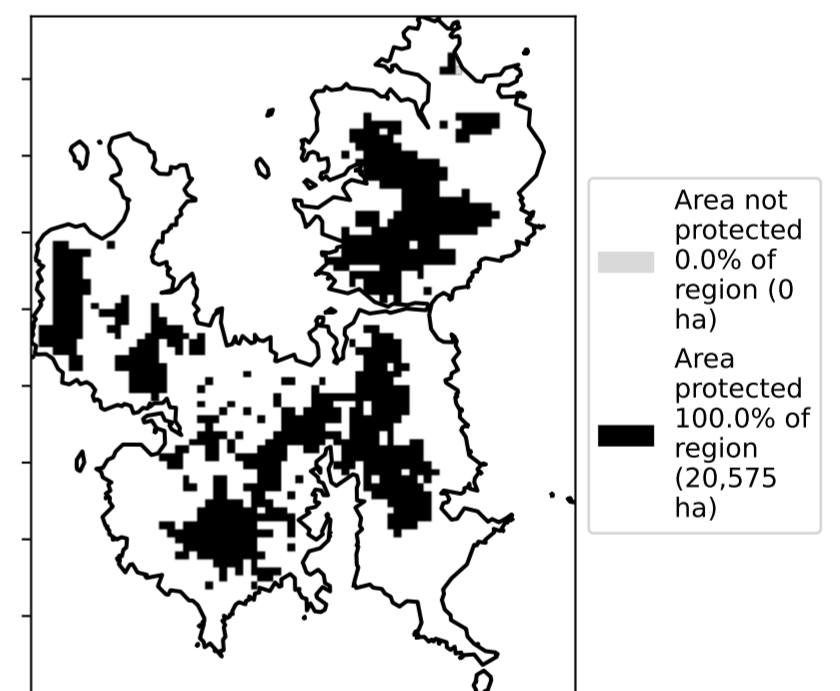 Area not
protected
0.0% of
region (0
ha)
Area
protected
100.0% of
region
(20,575
ha)